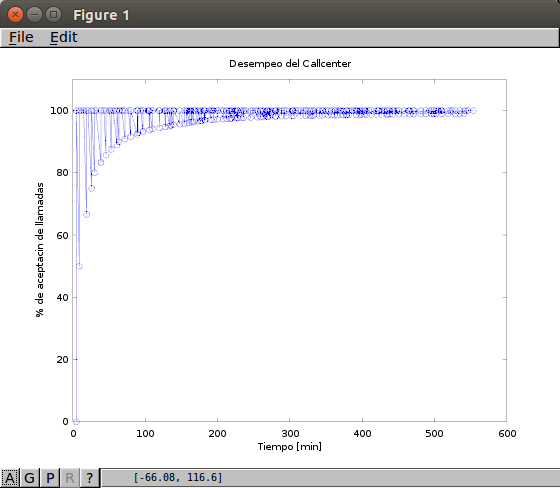 Figure 1
File Edit
Desempeo del Callcenter
100
80
60
40
20
0
% de aceptacin de llamadas
0 100 200 300 400 500 600
Tiempo [min]
A G P R ? [-66.08, 116.6]